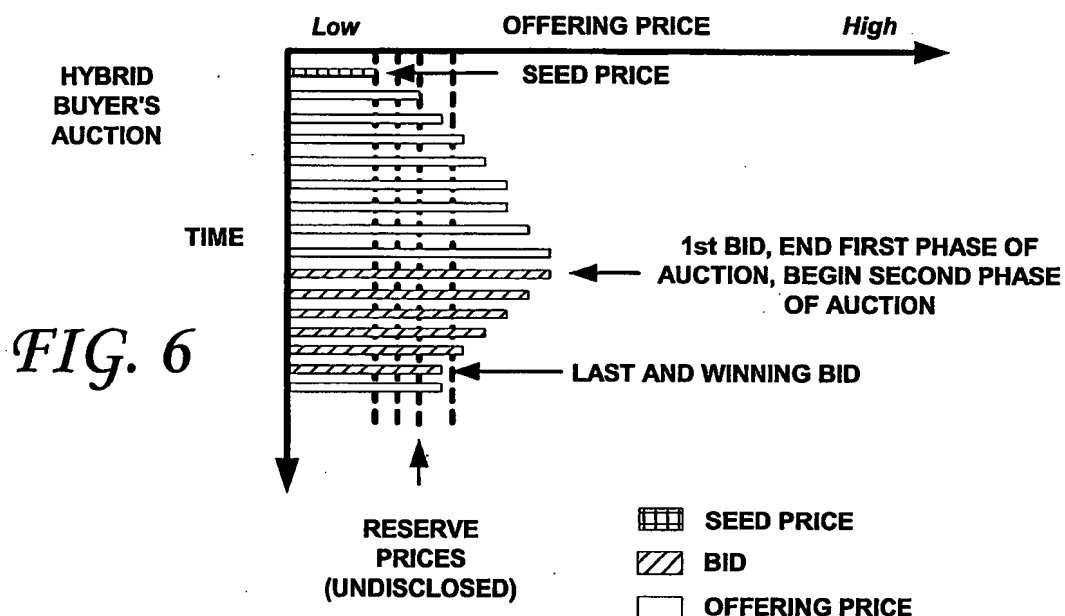 Low OFFERING PRICE High
HYBRID
BUYER'S
AUCTION
SEED PRICE
TIME
1st BID, END FIRST PHASE OF
AUCTION, BEGIN SECOND PHASE
OF AUCTION
FIG. 6
LAST AND WINNING BID
RESERVE
PRICES
(UNDISCLOSED)
SEED PRICE
BID
OFFERING PRICE